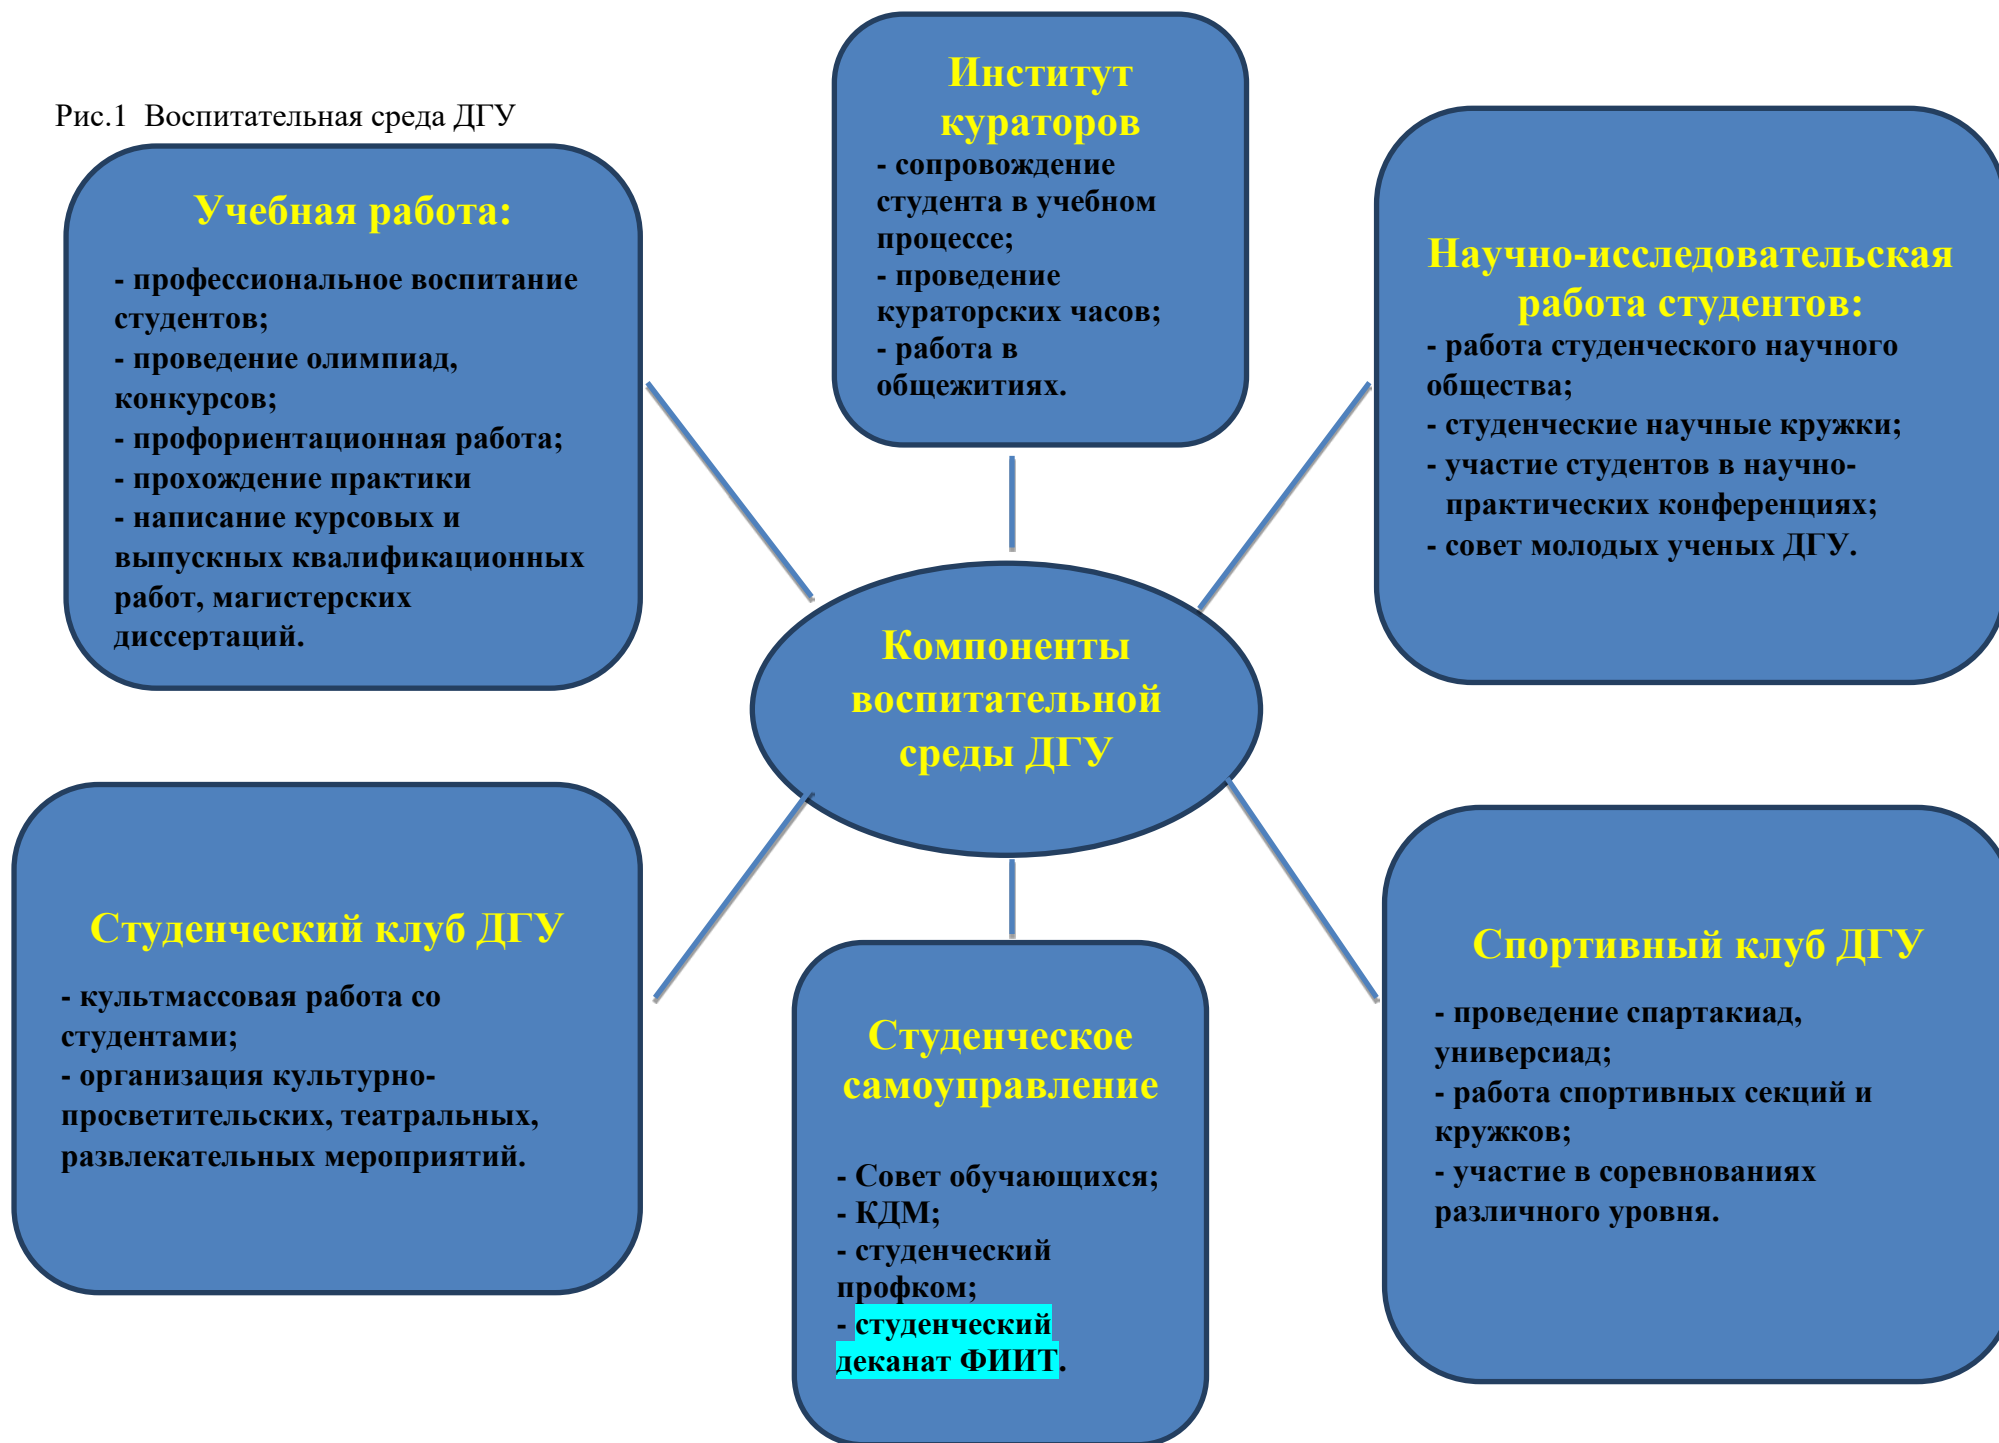 Рис.1  Воспитательная среда ДГУ
Учебная работа:
- профессиональное воспитание
студентов;
- проведение олимпиад,
конкурсов;
- профориентационная работа;
- прохождение практики
- написание курсовых и
выпускных квалификационных
работ, магистерских
диссертаций.
Институт
кураторов
- сопровождение
студента в учебном
процессе;
- проведение
кураторских часов;
- работа в
общежитиях.
Научно-исследовательская
работа студентов:
- работа студенческого научного
общества;
- студенческие научные кружки;
- участие студентов в научно-
практических конференциях;
- совет молодых ученых ДГУ.
Компоненты
воспитательной
среды ДГУ
Студенческий клуб ДГУ
- культмассовая работа со
студентами;
- организация культурно-
просветительских, театральных,
развлекательных мероприятий.
Студенческое
самоуправление
- Совет обучающихся;
- КДМ;
- студенческий
профком;
- студенческий
деканат ФИИТ.
Спортивный клуб ДГУ
- проведение спартакиад,
универсиад;
- работа спортивных секций и
кружков;
- участие в соревнованиях
различного уровня.